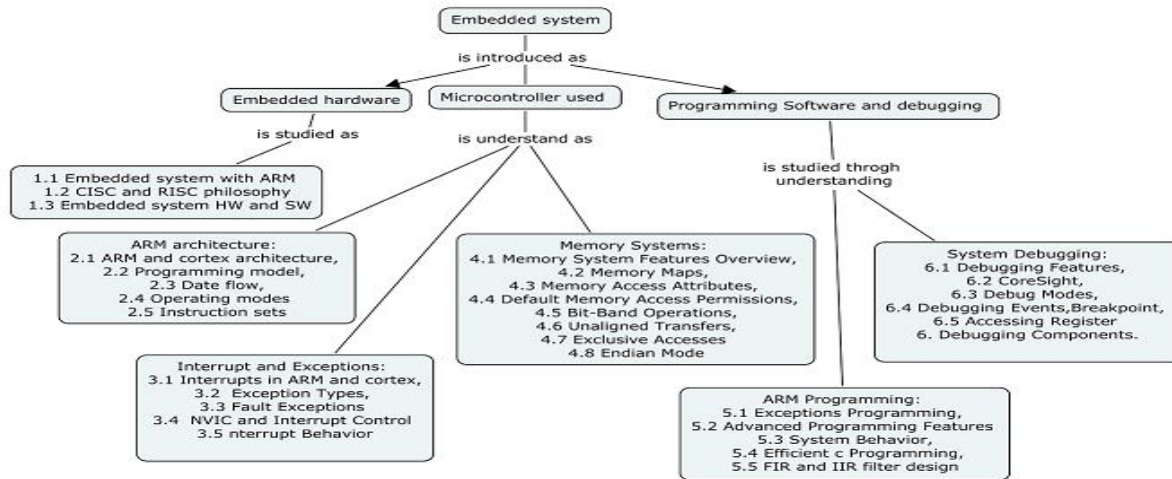 Embedded system
is introduced as
Embedded hardware
Microcontroller used
Programming Software and debugging
is studied as
is understand as
is studied throgh
understanding
1.1 Embedded system with ARM
1.2 CISC and RISC philosophy
1.3 Embedded system HW and SW
ARM architecture:
2.1 ARM and cortex architecture,
2.2 Programming model,
2.3 Date flow,
2.4 Operating modes
2.5 Instruction sets
Memory Systems:
4.1 Memory System Features Overview,
4.2 Memory Maps,
4.3 Memory Access Attributes,
4.4 Default Memory Access Permissions,
4.5 Bit-Band Operations,
4.6 Unaligned Transfers,
4.7 Exclusive Accesses
4.8 Endian Mode
System Debugging:
6.1 Debugging Features,
6.2 CoreSight,
6.3 Debug Modes,
6.4 Debugging Events,Breakpoint,
6.5 Accessing Register
6. Debugging Components.
Interrupt and Exceptions:
3.1 Interrupts in ARM and cortex,
3.2 Exception Types,
3.3 Fault Exceptions
3.4 NVIC and Interrupt Control
3.5 nterrupt Behavior
ARM Programming:
5.1 Exceptions Programming,
5.2 Advanced Programming Features
5.3 System Behavior,
5.4 Efficient c Programming,
5.5 FIR and IIR filter design